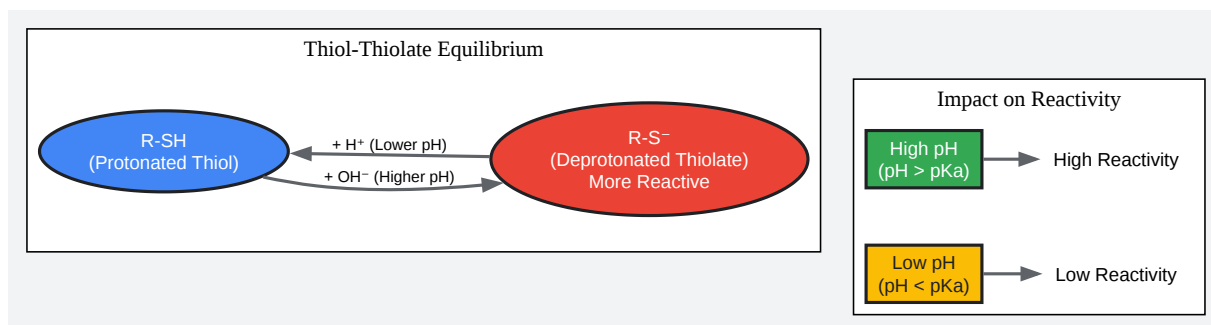 Thiol-Thiolate Equilibrium
R-SH
(Protonated Thiol)
+ H⁺ (Lower pH)
+ OH⁻ (Higher pH)
R-S⁻
(Deprotonated Thiolate)
More Reactive
Impact on Reactivity
High pH
(pH > pKa)
High Reactivity
Low pH
(pH < pKa)
Low Reactivity